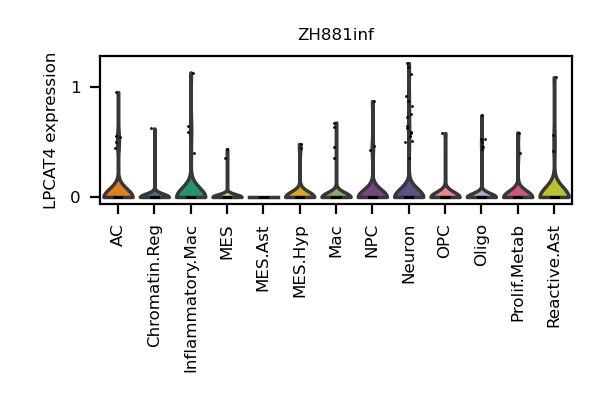 ZH881inf
LPCAT4 expression
1
0
AC
Chromatin.Reg
Inflammatory.Mac
MES
MES.Ast
MES.Hyp
Mac
NPC
Neuron
OPC
Oligo
Prolif.Metab
Reactive.Ast